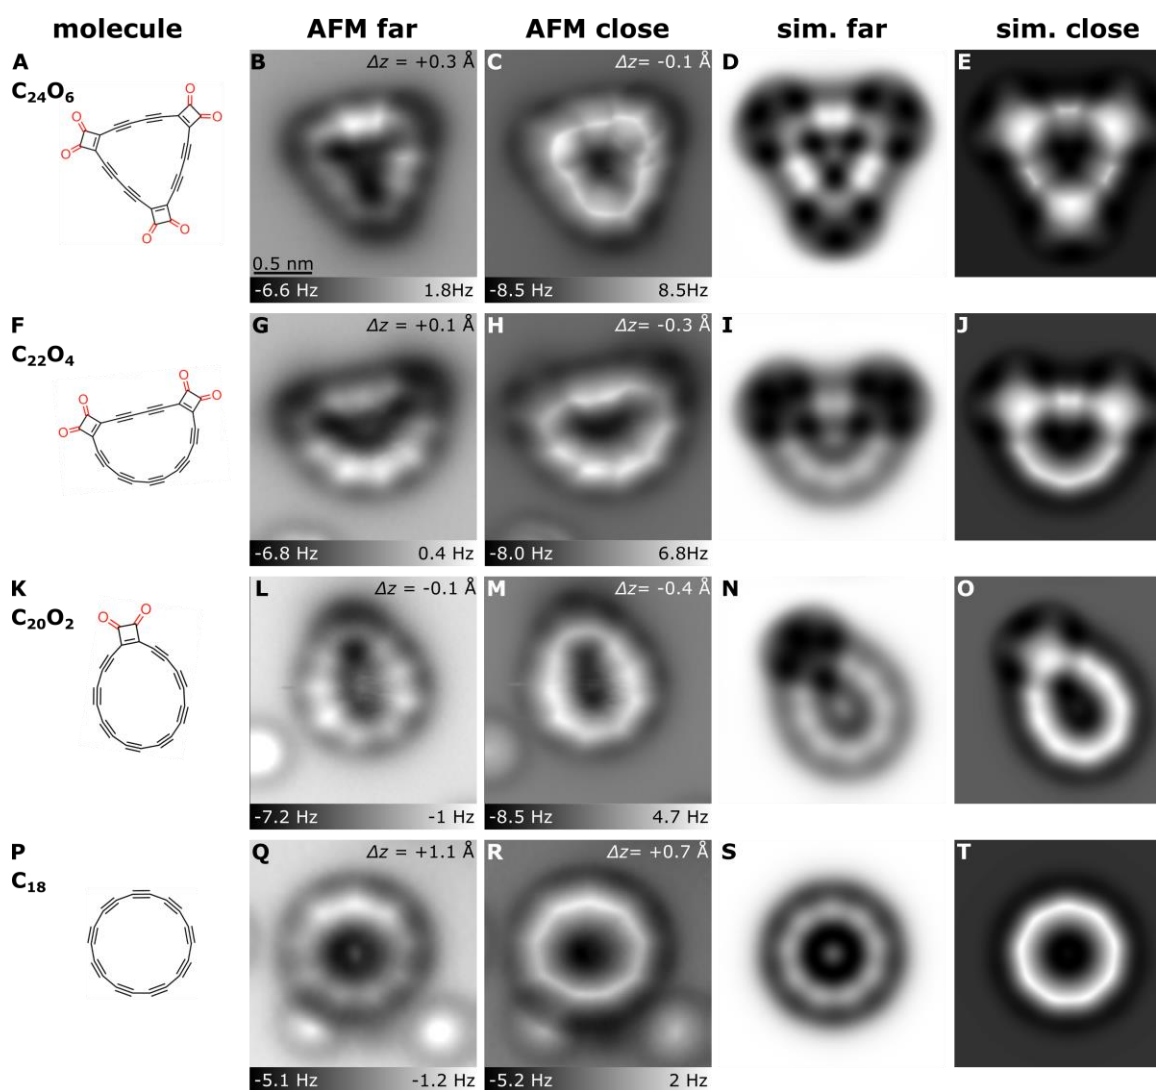 molecule AFM far AFM close sim. far sim. close
A B Δz = +0.3 Å C Δz= -0.1 Å D E
C24O6
O O
O
O
O O
0.5 nm
-6.6 Hz 1.8Hz -8.5 Hz 8.5Hz
F G Δz = +0.1 Å H Δz= -0.3 Å I J
C22O4
O
O O
O
-6.8 Hz 0.4 Hz -8.0 Hz 6.8Hz
K L Δz = -0.1 Å M Δz = -0.4 Å N O
C20O2
O O
-7.2 Hz -1 Hz -8.5 Hz 4.7 Hz
P Q Δz = +1.1 Å R Δz= +0.7 Å S T
C18
-5.1 Hz -1.2 Hz -5.2 Hz 2 Hz